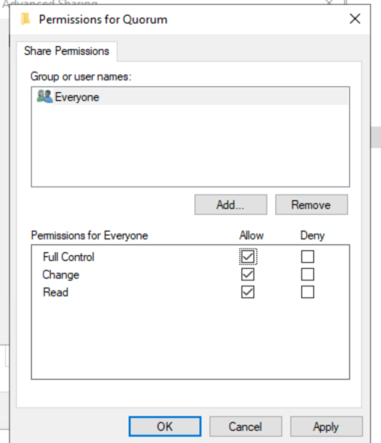 Advanced Sharing
Permissions for Quorum
Share Permissions
Group or user names:
Everyone
Add...
Remove
Permissions for Everyone
Allow
Deny
Full Control
Change
Read
OK
Cancel
Apply